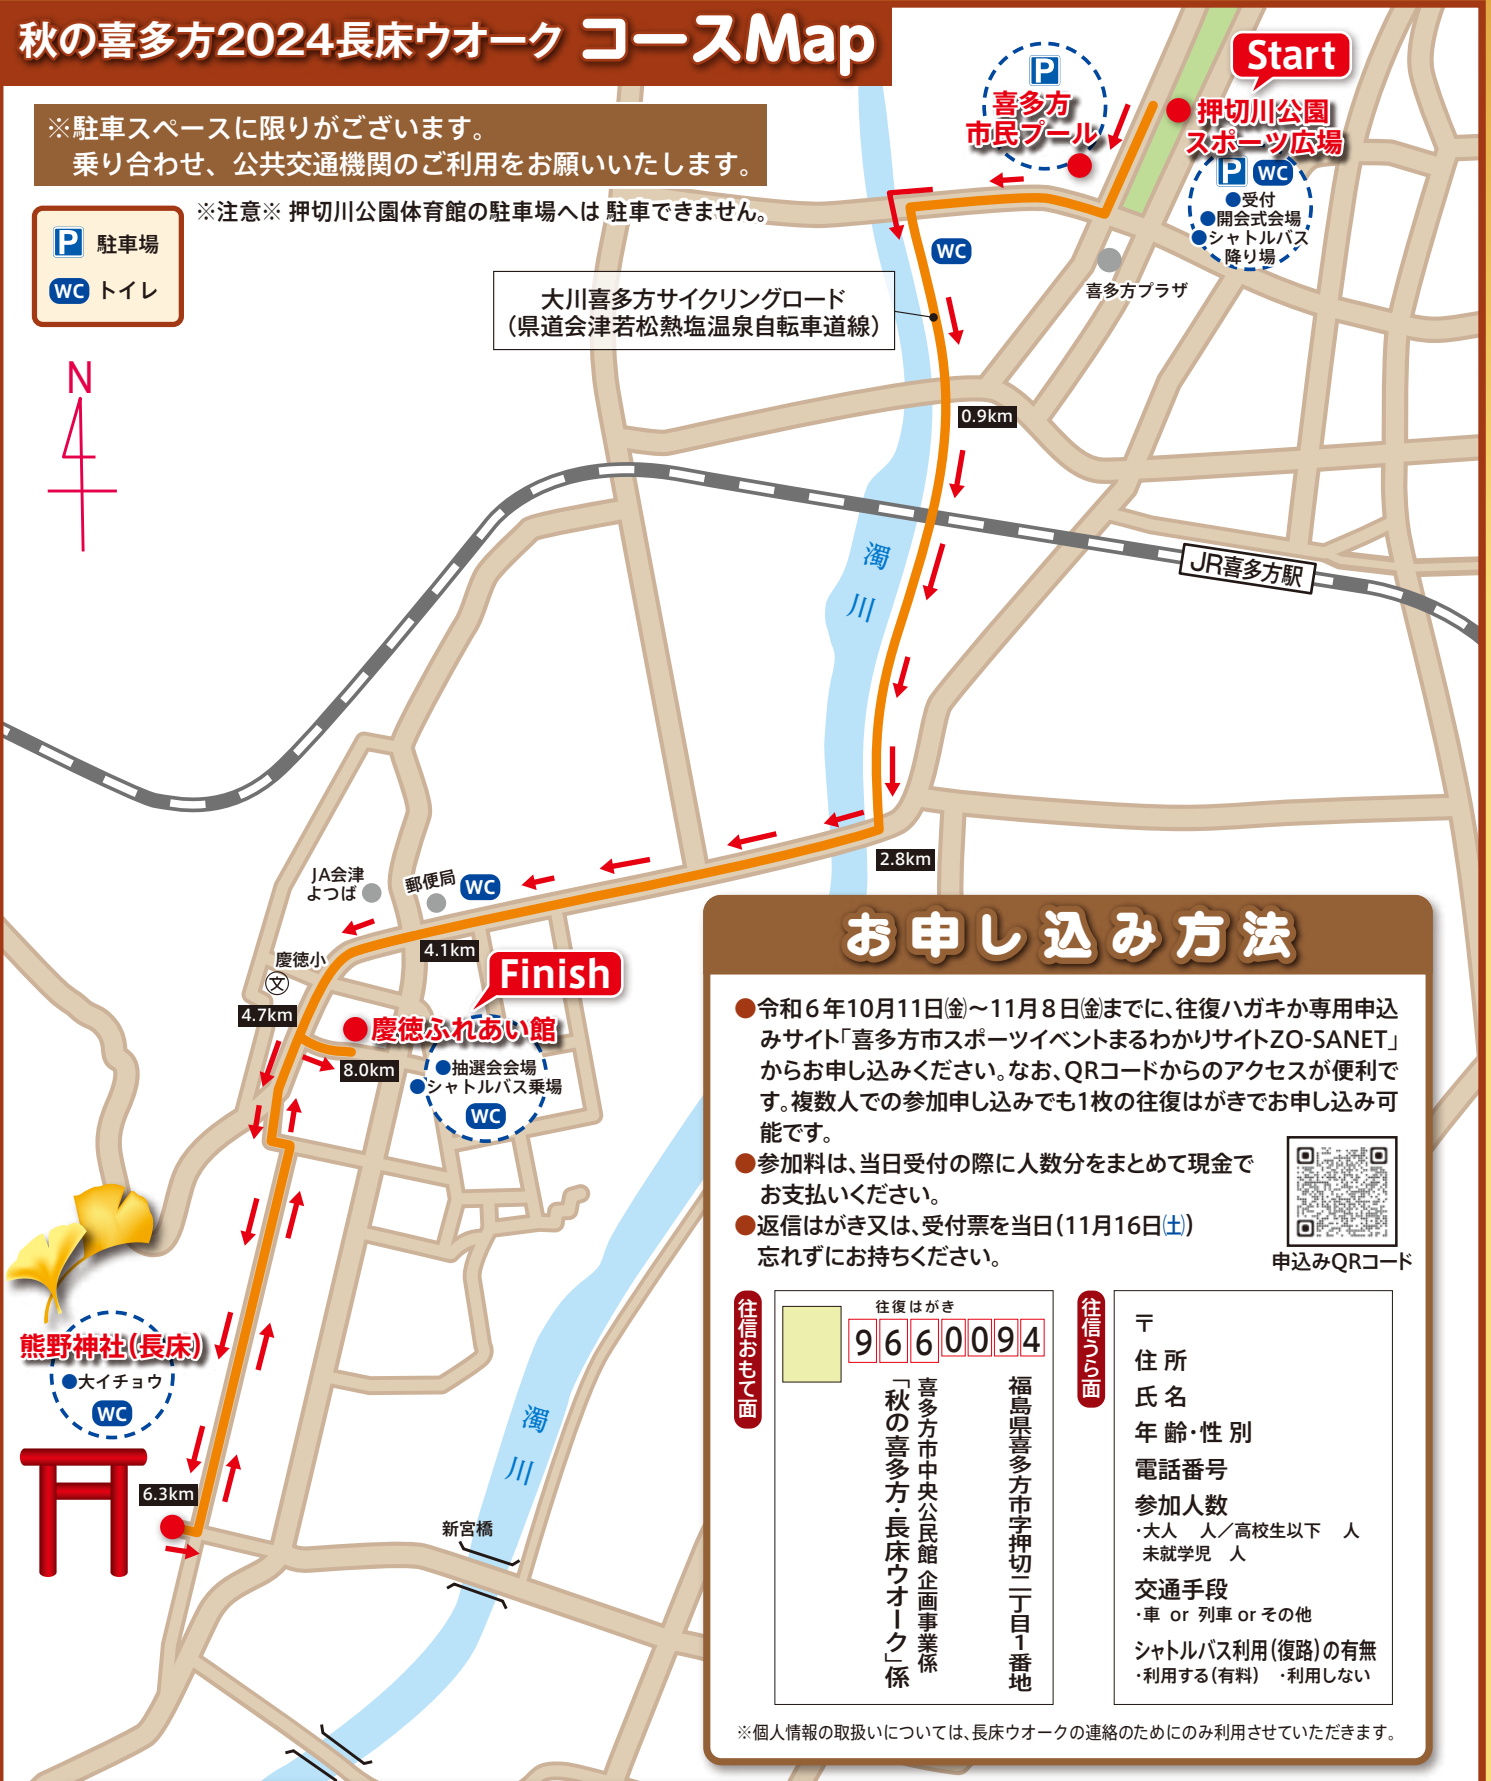 秋の喜多方2024長床ウオーク コースMap
※駐車スペースに限りがございます。
乗り合わせ、公共交通機関のご利用をお願いいたします。
※注意※ 押切川公園体育館の駐車場へは 駐車できません。
P 駐車場
WC トイレ
N
Start
P
喜多方
市民プール
押切川公園
スポーツ広場
P WC
●受付
●開会式会場
●シャトルバス
降り場
WC
喜多方プラザ
大川喜多方サイクリングロード
（県道会津若松熱塩温泉自転車道線）
0.9km
濁川
JR喜多方駅
2.8km
JA会津
よつば
郵便局
WC
4.1km
慶徳小
文
4.7km
Finish
慶徳ふれあい館
8.0km
●抽選会会場
●シャトルバス乗場
WC
熊野神社（長床）
●大イチョウ
WC
6.3km
濁川
新宮橋
お申し込み方法
●令和６年10月11日㈮～11月８日㈮までに、往復ハガキか専用申込
みサイト「喜多方市スポーツイベントまるわかりサイトZO-SANET」
からお申し込みください。なお、QRコードからのアクセスが便利で
す。複数人での参加申し込みでも1枚の往復はがきでお申し込み可
能です。
●参加料は、当日受付の際に人数分をまとめて現金で
お支払いください。
●返信はがき又は、受付票を当日（11月16日㈯）
忘れずにお持ちください。
申込みQRコード
往信おもて面
往復はがき
9660094
福島県喜多方市字押切二丁目1番地
喜多方市中央公民館 企画事業係
「秋の喜多方・長床ウオーク」係
往信うら面
〒
住 所
氏 名
年 齢・性 別
電話番号
参加人数
・大人　人／高校生以下　人
未就学児　人
交通手段
・車 or 列車 or その他
シャトルバス利用（復路）の有無
・利用する（有料）　・利用しない
※個人情報の取扱いについては、長床ウオークの連絡のためにのみ利用させていただきます。